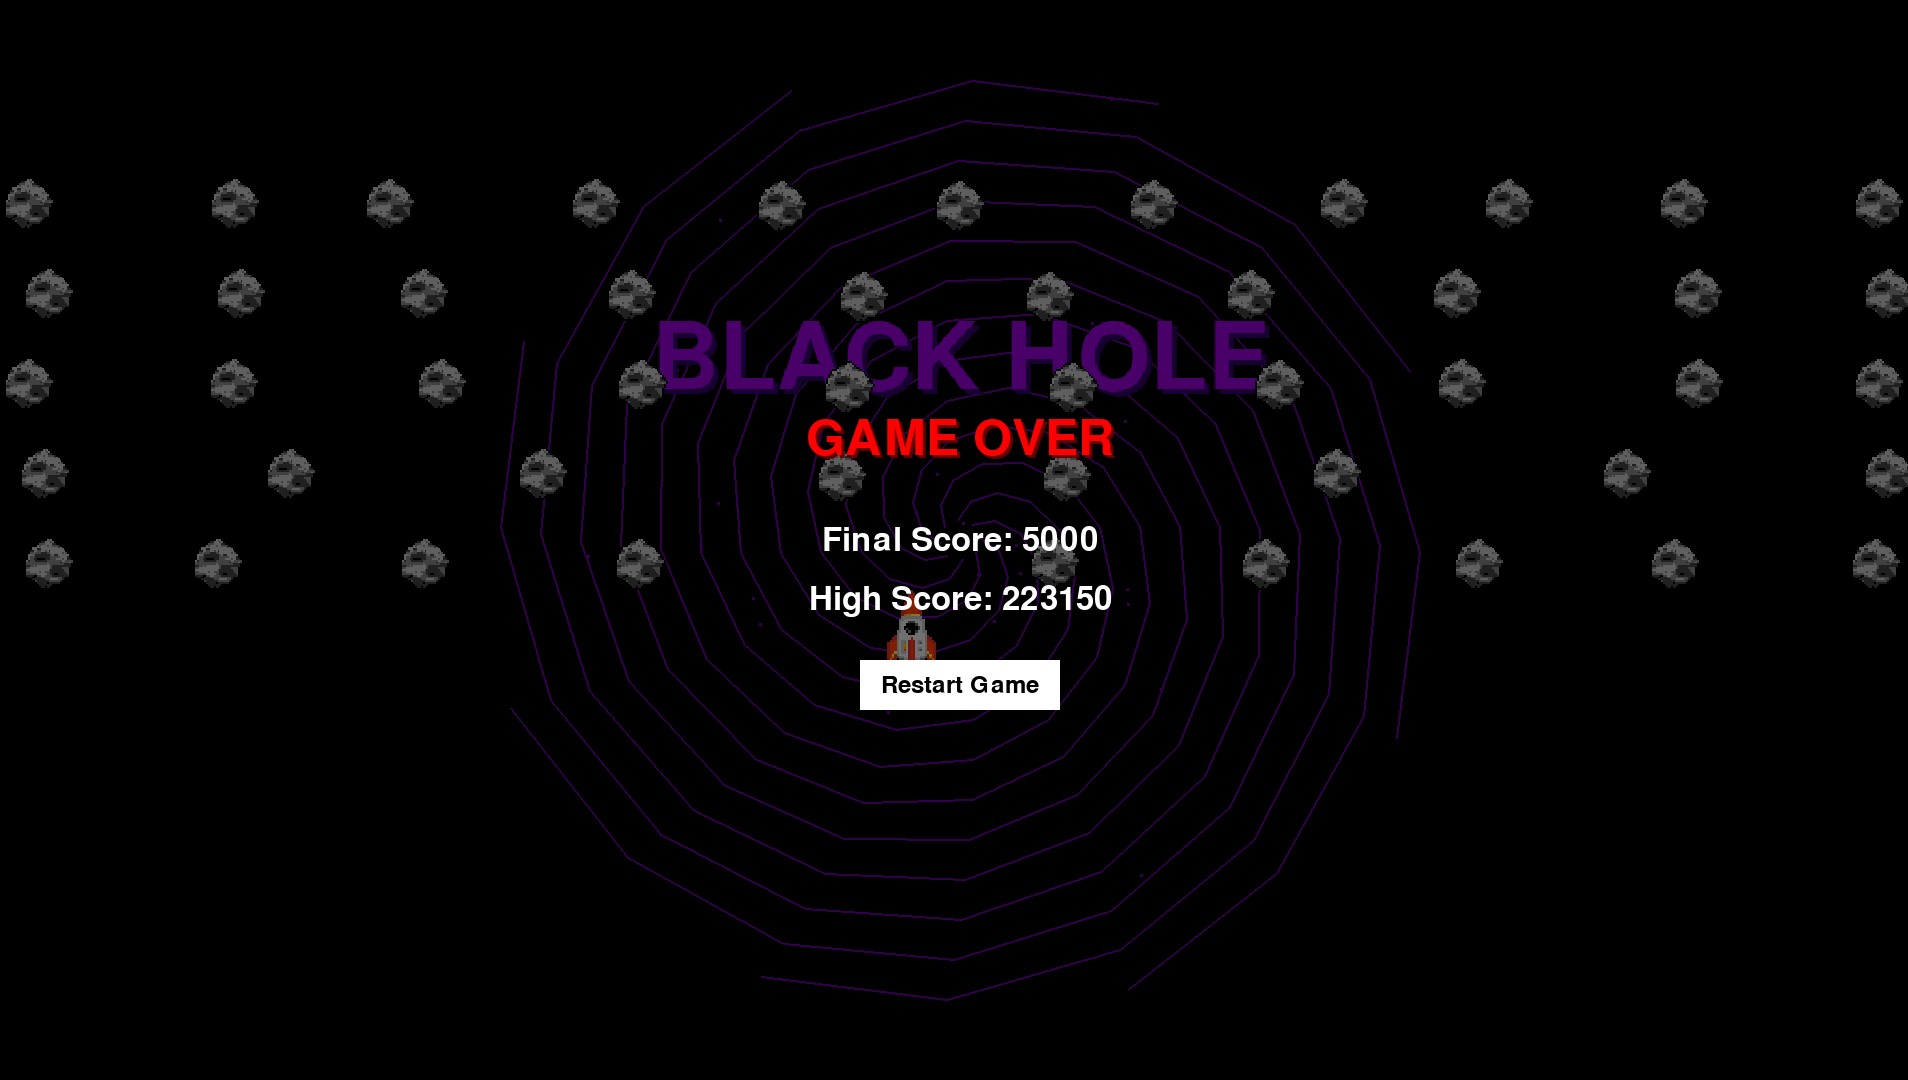 BLACK HOLE
GAME OVER
Final Score: 5000
High Score: 223150
Restart Game